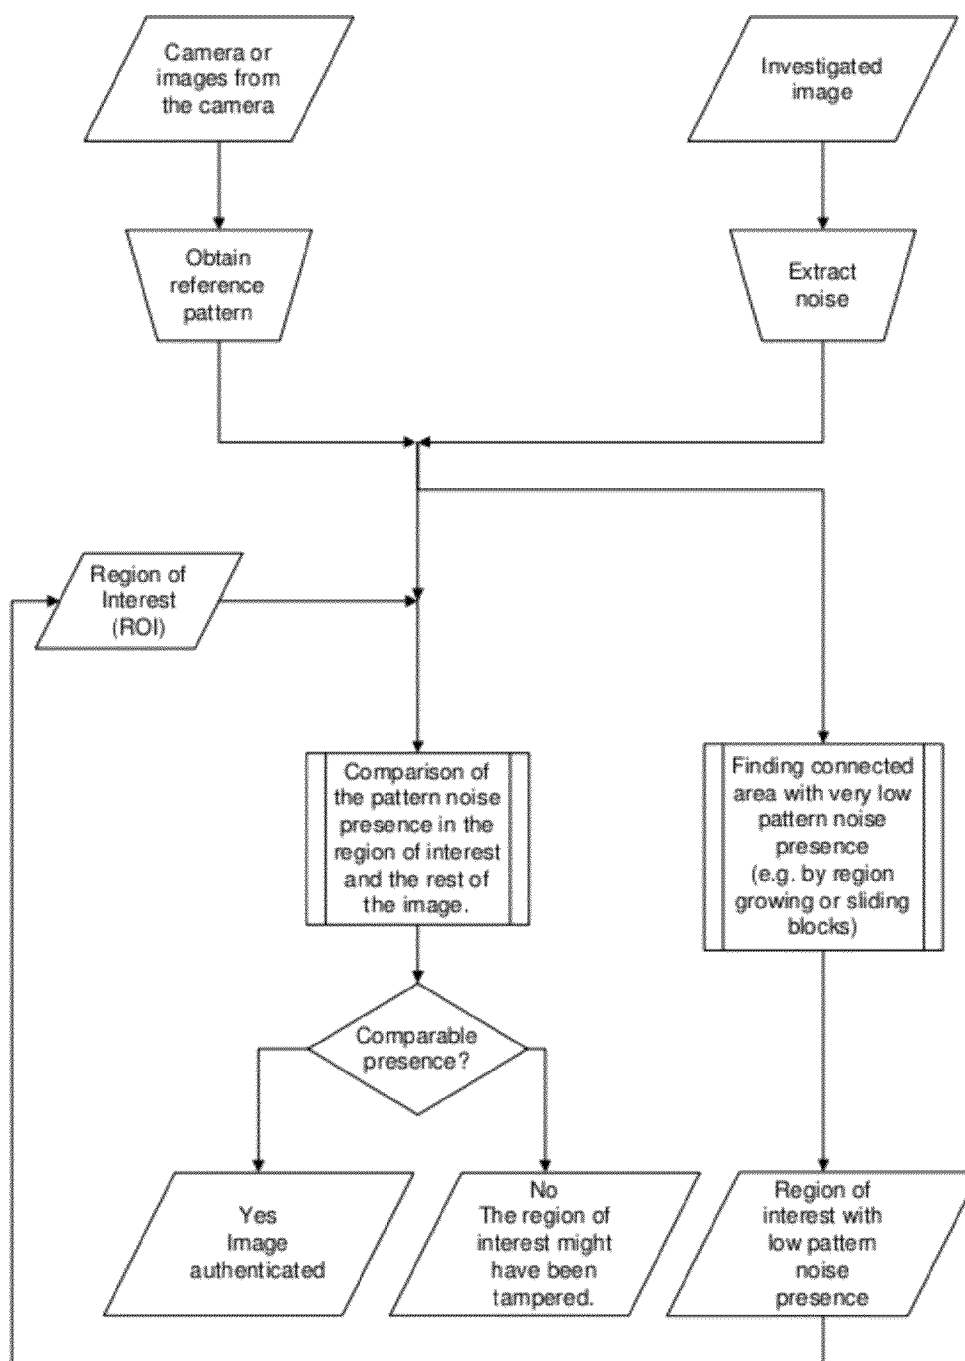 Camera or
images from
the camera
Investigated
image
Obtain
reference
pattern
Extract
noise
Region of
Interest
(ROI)
Comparison of
the pattern noise
presence in the
region of interest
and the rest of
the image.
Finding connected
area with very low
pattern noise
presence
(e.g. by region
growing or sliding
blocks)
Comparable
presence?
Yes
Image
authenticated
No
The region of
interest might
have been
tampered.
Region of
interest with
low pattern
noise
presence